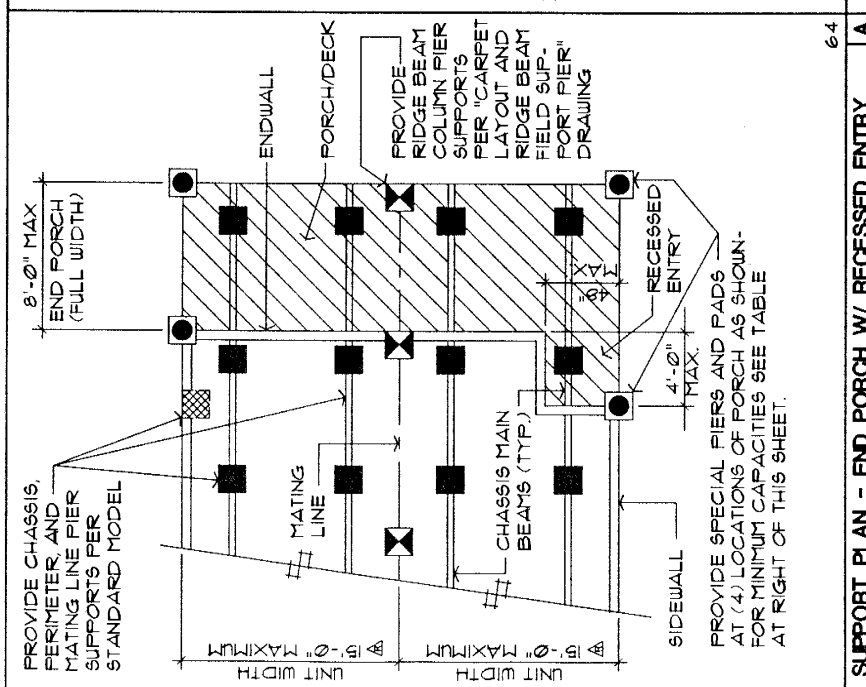 PROVIDE CHASSIS,
PERIMETER, AND
MATING LINE PIER
SUPPORTS PER
STANDARD MODEL
8'-0" MAX
END PORCH
(FULL WIDTH)
ENDWALL
PORCH/DECK
PROVIDE
RIDGE BEAM
COLUMN PIER
SUPPORTS
PER "CARPET
LAYOUT AND
RIDGE BEAM
FIELD SUP-
PORT PIER"
DRAWING
MATING
LINE
CHASSIS MAIN
BEAMS (TYP.)
48"
MAX
RECESSED
ENTRY
4'-0"
MAX.
UNIT WIDTH
15'-0" MAXIMUM
UNIT WIDTH
15'-0" MAXIMUM
SIDEWALL
PROVIDE SPECIAL PIERS AND PADS
AT (4) LOCATIONS OF PORCH AS SHOWN-
FOR MINIMUM CAPACITIES SEE TABLE
AT RIGHT OF THIS SHEET.
64
SUPPORT PLAN - END PORCH W/ RECESSED ENTRY
A